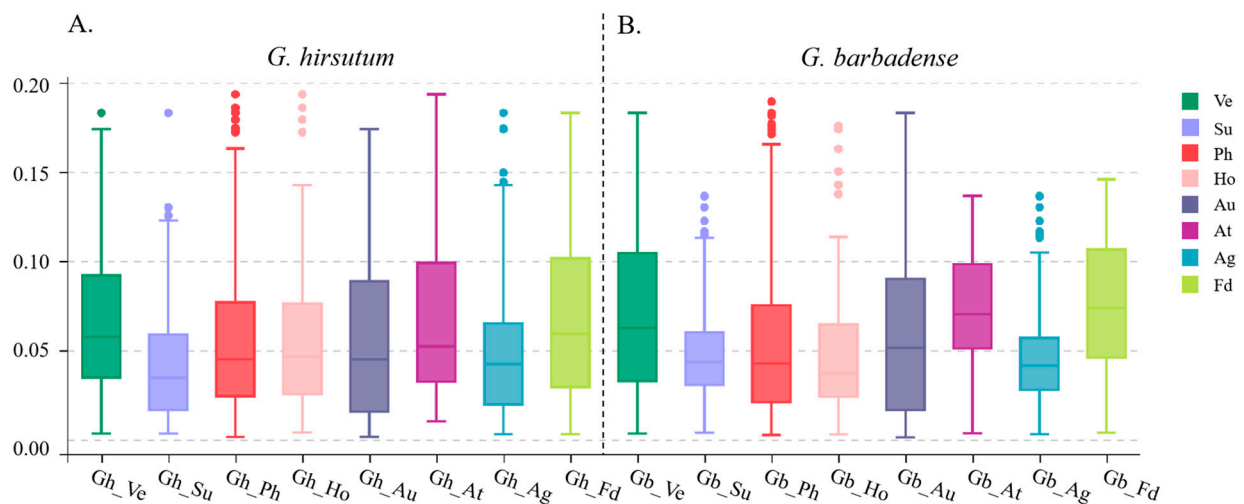 A.
B.
G. hirsutum
G. barbadense
0.20
0.15
0.10
0.05
0.00
Gh_Ve
Gh_Su
Gh_Ph
Gh_Ho
Gh_Au
Gh_At
Gh_Ag
Gh_Fd
Gb_Ve
Gb_Su
Gb_Ph
Gb_Ho
Gb_Au
Gb_At
Gb_Ag
Gb_Fd
Ve
Su
Ph
Ho
Au
At
Ag
Fd